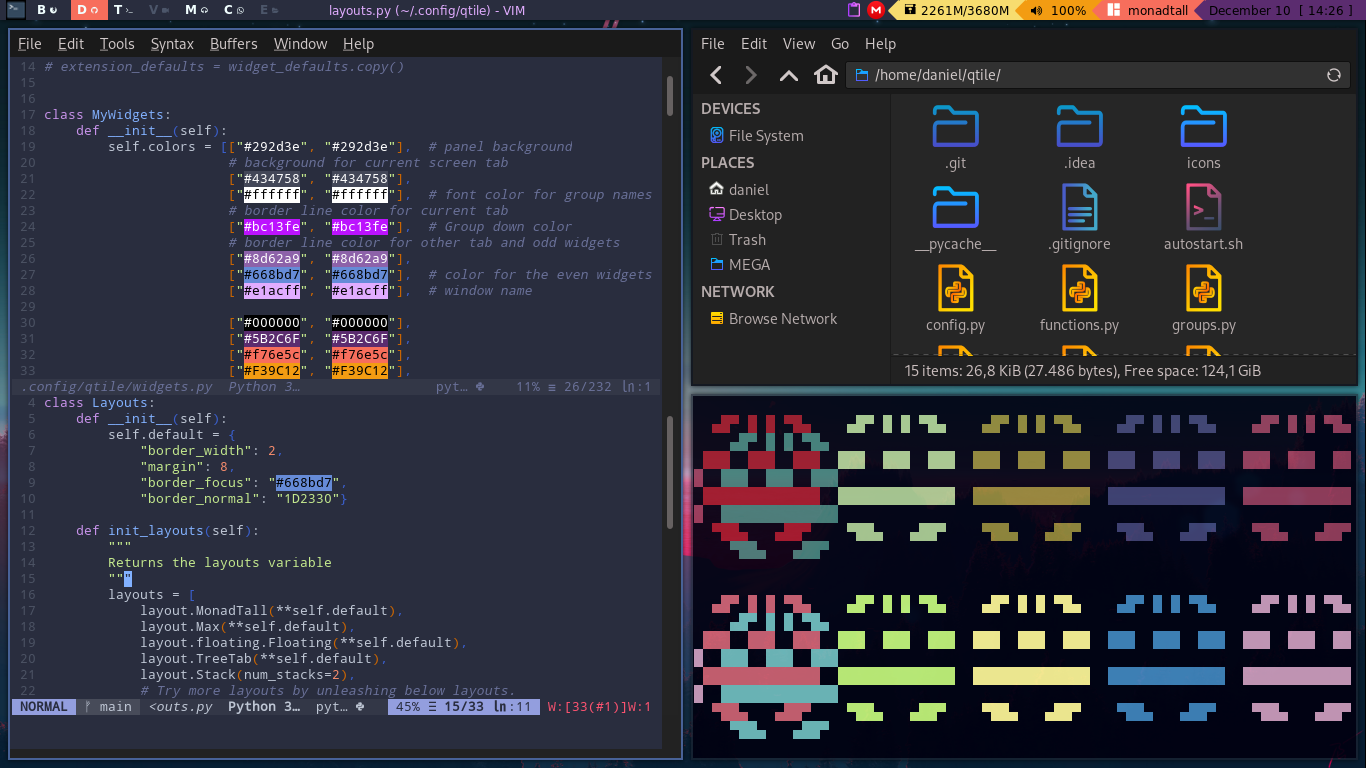 B D T V M C E layouts.py (~/.config/qtile) - VIM 2261M/3680M 100% monadtall December 10 [ 14:26 ]
File Edit Tools Syntax Buffers Window Help
14 # extension_defaults = widget_defaults.copy()
15
16
17 class MyWidgets:
18     def __init__(self):
19         self.colors = [["#292d3e", "#292d3e"],  # panel background
20                        # background for current screen tab
21                        ["#434758", "#434758"],
22                        ["#ffffff", "#ffffff"],  # font color for group names
23                        # border line color for current tab
24                        ["#bc13fe", "#bc13fe"],  # Group down color
25                        # border line color for other tab and odd widgets
26                        ["#8d62a9", "#8d62a9"],
27                        ["#668bd7", "#668bd7"],  # color for the even widgets
28                        ["#e1acff", "#e1acff"],  # window name
29
30                        ["#000000", "#000000"],
31                        ["#5B2C6F", "#5B2C6F"],
32                        ["#f76e5c", "#f76e5c"],
33                        ["#F39C12", "#F39C12"],
.config/qtile/widgets.py  Python 3… pyt… 11% ≡ 26/232 ln:1
4 class Layouts:
5     def __init__(self):
6         self.default = {
7             "border_width": 2,
8             "margin": 8,
9             "border_focus": "#668bd7",
10             "border_normal": "1D2330"}
11
12     def init_layouts(self):
13         """
14         Returns the layouts variable
15         """
16         layouts = [
17             layout.MonadTall(**self.default),
18             layout.Max(**self.default),
19             layout.floating.Floating(**self.default),
20             layout.TreeTab(**self.default),
21             layout.Stack(num_stacks=2),
22             # Try more layouts by unleashing below layouts.
NORMAL main <outs.py  Python 3… pyt… 45% ☰ 15/33 ln:11 W:[33(#1)]W:1
File Edit View Go Help
/home/daniel/qtile/
DEVICES
File System
PLACES
daniel
Desktop
Trash
MEGA
NETWORK
Browse Network
.git .idea icons
__pycache__ .gitignore autostart.sh
config.py functions.py groups.py
15 items: 26,8 KiB (27.486 bytes), Free space: 124,1 GiB